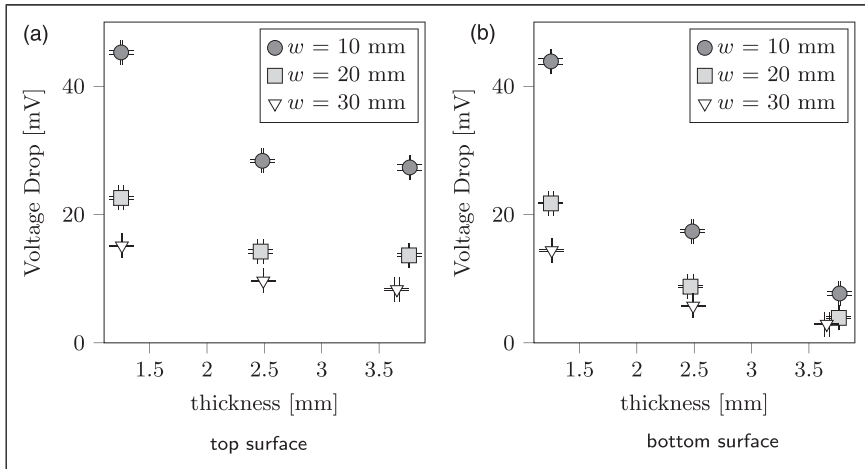 (a)
w = 10 mm
w = 20 mm
w = 30 mm
Voltage Drop [mV]
40
20
0
1.5 2 2.5 3 3.5
thickness [mm]
top surface
(b)
w = 10 mm
w = 20 mm
w = 30 mm
Voltage Drop [mV]
40
20
0
1.5 2 2.5 3 3.5
thickness [mm]
bottom surface